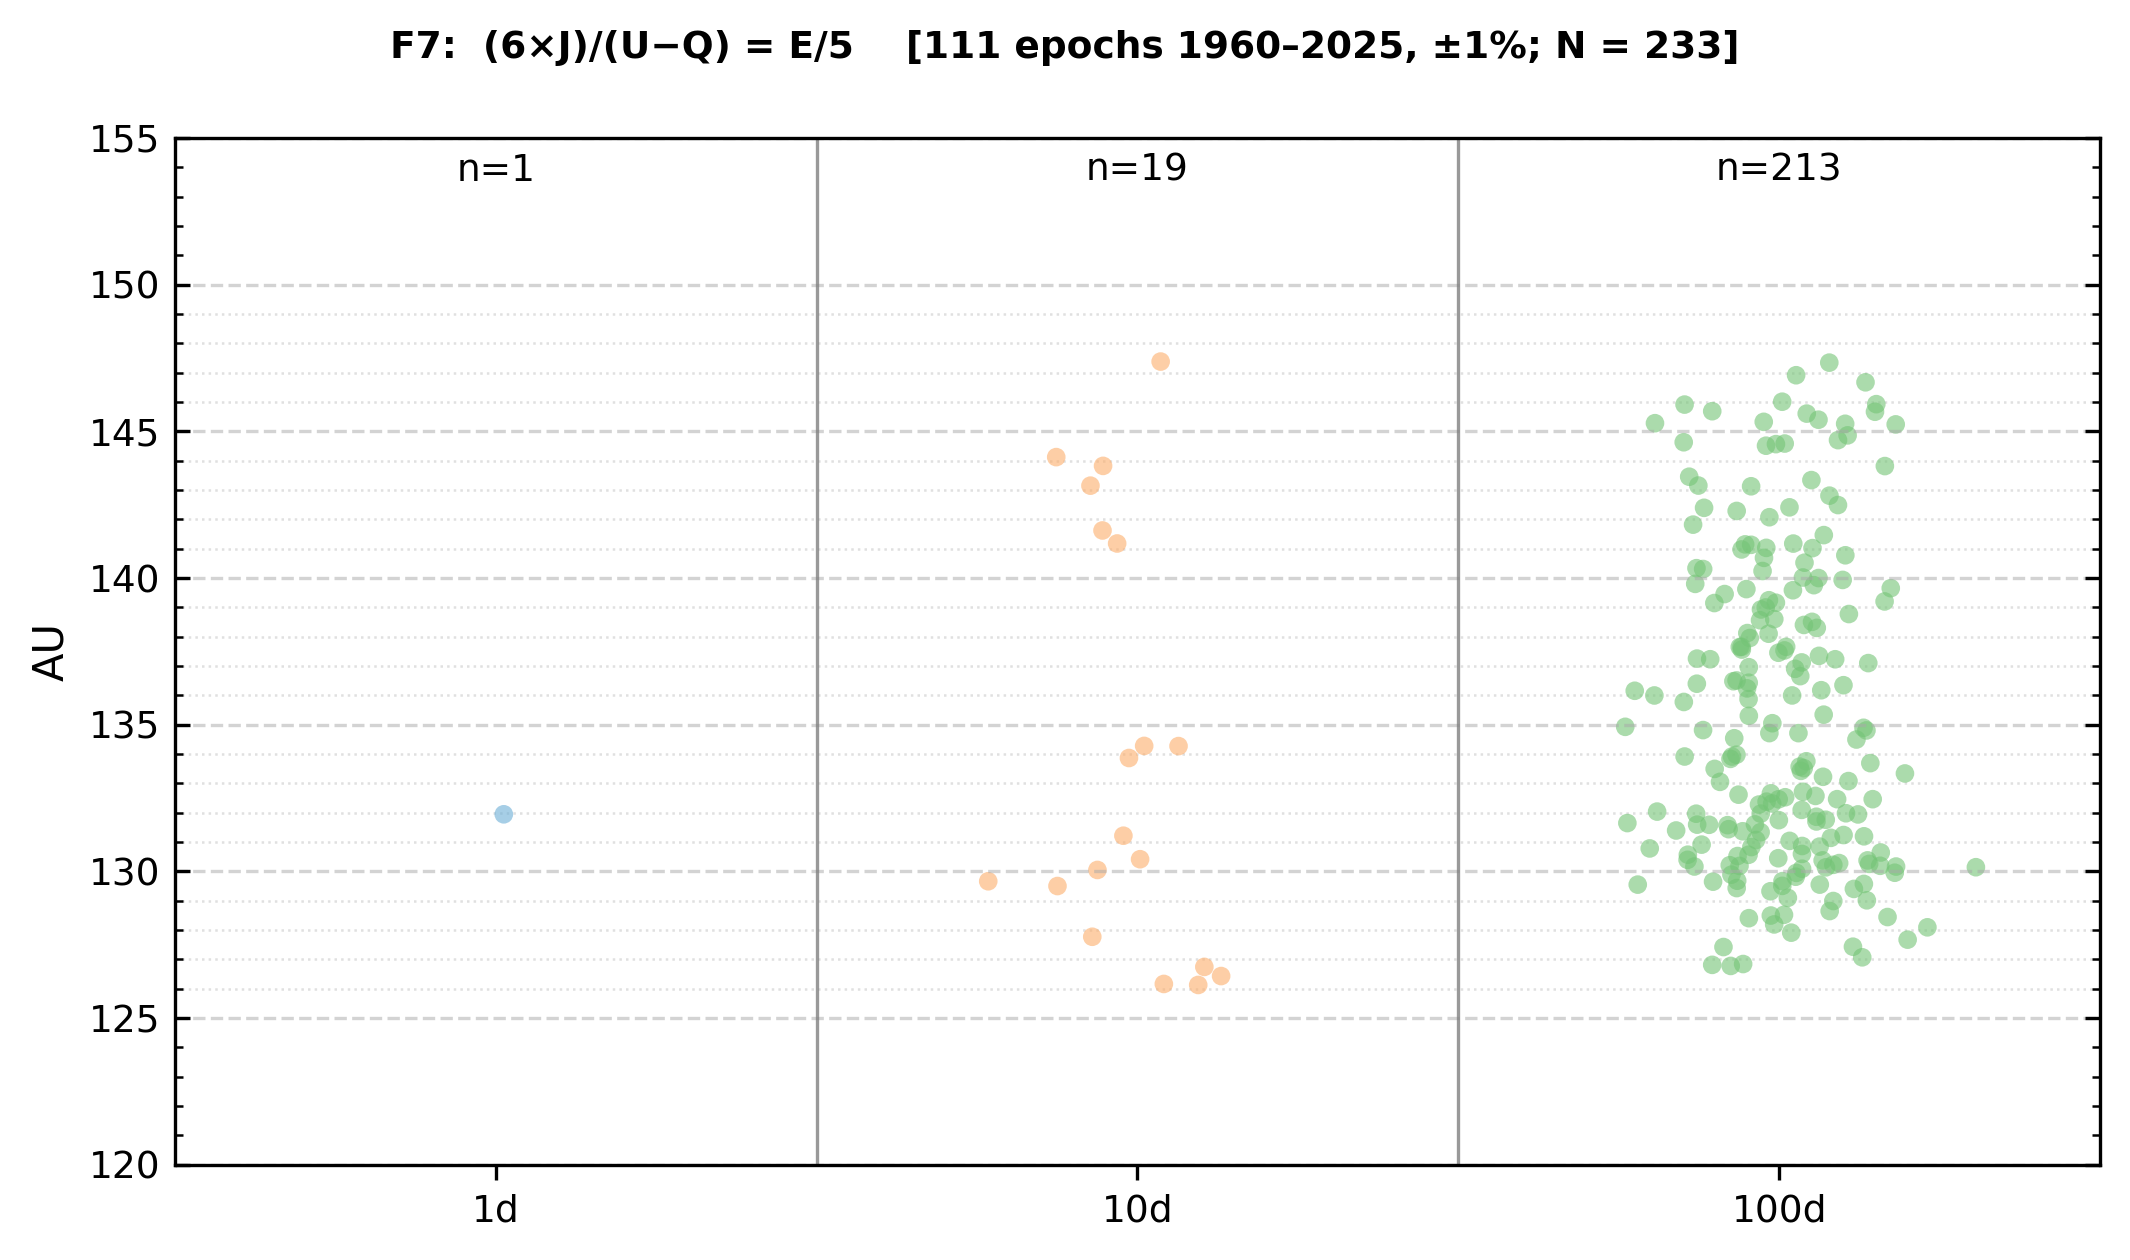 F7:  (6×J)/(U−Q) = E/5    [111 epochs 1960–2025, ±1%; N = 233]
n=1
n=19
n=213
AU
155
150
145
140
135
130
125
120
1d
10d
100d